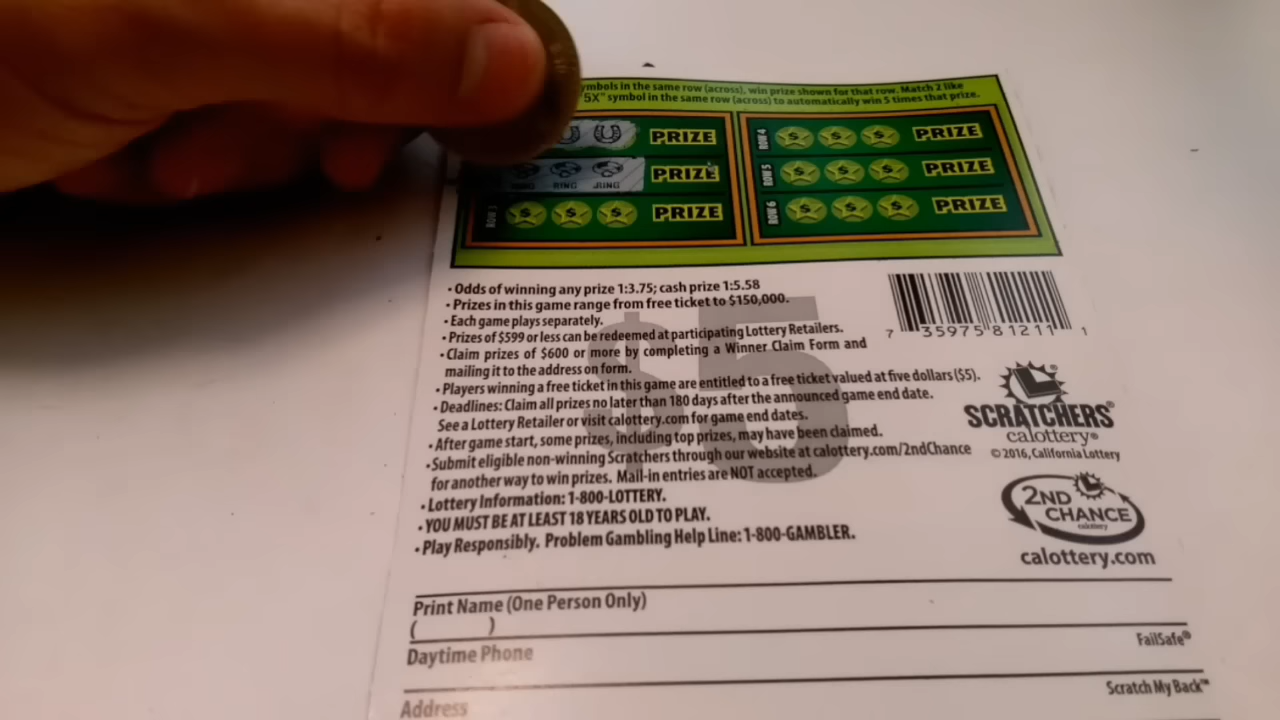 ymbols in the same row (across), win prize shown for that row. Match 2 like
"5X" symbol in the same row (across) to automatically win 5 times that prize.
PRIZE
RING
PRIZE
ROW 3 $ $ $ PRIZE
ROW 4 $ $ $ PRIZE
ROW 5 $ $ $ PRIZE
ROW 6 $ $ $ PRIZE
• Odds of winning any prize 1:3.75; cash prize 1:5.58
• Prizes in this game range from free ticket to $150,000.
• Each game plays separately.
• Prizes of $599 or less can be redeemed at participating Lottery Retailers.
• Claim prizes of $600 or more by completing a Winner Claim Form and
mailing it to the address on form.
• Players winning a free ticket in this game are entitled to a free ticket valued at five dollars ($5).
• Deadlines: Claim all prizes no later than 180 days after the announced game end date.
See a Lottery Retailer or visit calottery.com for game end dates.
• After game start, some prizes, including top prizes, may have been claimed.
• Submit eligible non-winning Scratchers through our website at calottery.com/2ndChance
for another way to win prizes. Mail-in entries are NOT accepted.
• Lottery Information: 1-800-LOTTERY.
• YOU MUST BE AT LEAST 18 YEARS OLD TO PLAY.
• Play Responsibly. Problem Gambling Help Line: 1-800-GAMBLER.
$5
7 35975 81211 1
SCRATCHERS®
calottery®
© 2016, California Lottery
2ND
CHANCE
calottery
calottery.com
Print Name (One Person Only)
( )
Daytime Phone
Address
FailSafe®
Scratch My Back™